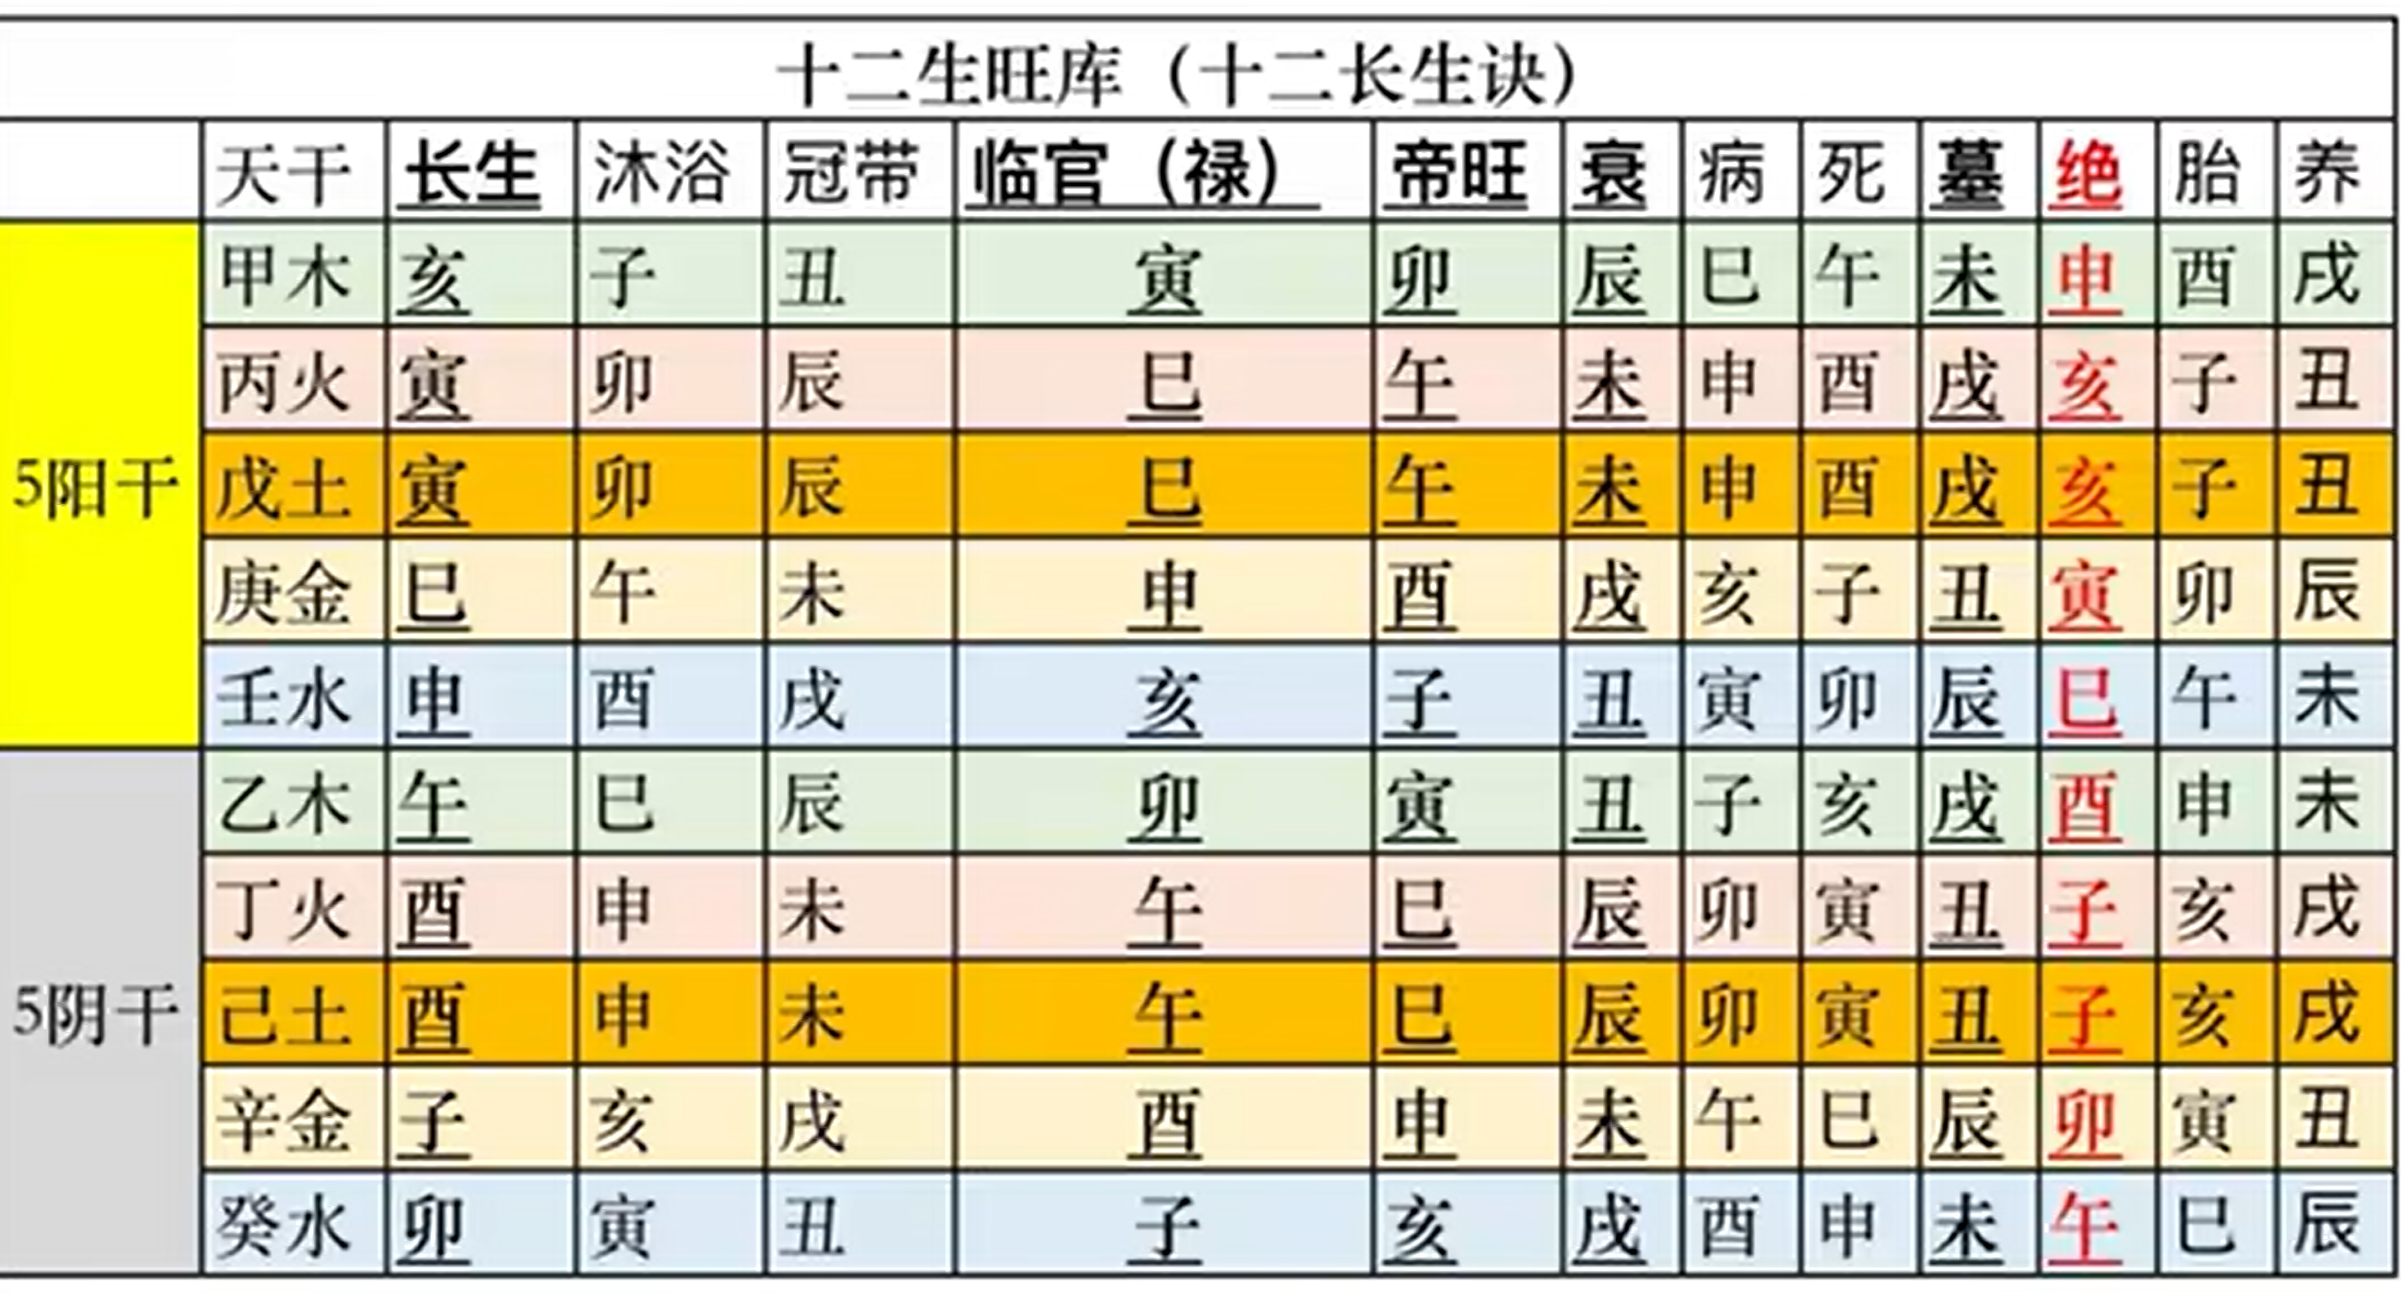 十二生旺库（十二长生诀）
天干 长生 沐浴 冠带 临官（禄） 帝旺 衰 病 死 墓 绝 胎 养
5阳干
甲木 亥 子 丑 寅 卯 辰 巳 午 未 申 酉 戌
丙火 寅 卯 辰 巳 午 未 申 酉 戌 亥 子 丑
戊土 寅 卯 辰 巳 午 未 申 酉 戌 亥 子 丑
庚金 巳 午 未 申 酉 戌 亥 子 丑 寅 卯 辰
壬水 申 酉 戌 亥 子 丑 寅 卯 辰 巳 午 未
5阴干
乙木 午 巳 辰 卯 寅 丑 子 亥 戌 酉 申 未
丁火 酉 申 未 午 巳 辰 卯 寅 丑 子 亥 戌
己土 酉 申 未 午 巳 辰 卯 寅 丑 子 亥 戌
辛金 子 亥 戌 酉 申 未 午 巳 辰 卯 寅 丑
癸水 卯 寅 丑 子 亥 戌 酉 申 未 午 巳 辰